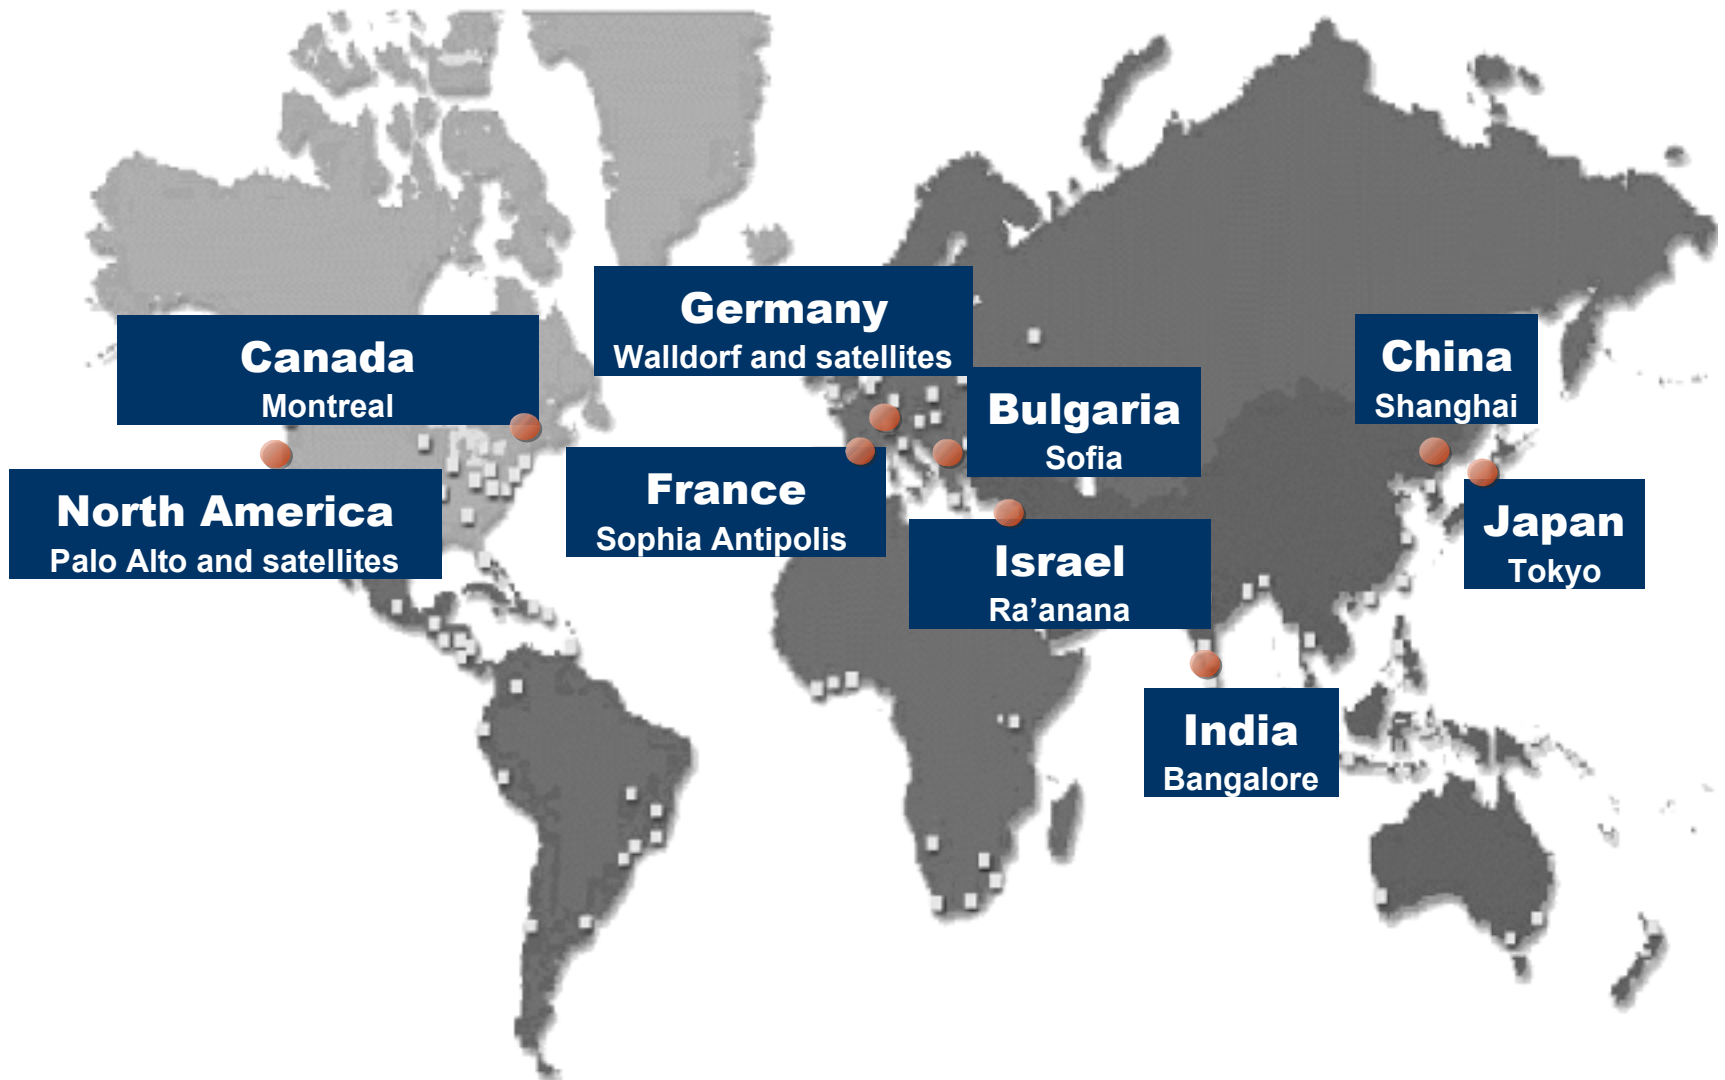 Germany
Walldorf and satellites
Canada
Montreal
China
Shanghai
Bulgaria
Sofia
North America
Palo Alto and satellites
France
Sophia Antipolis
Israel
Ra’anana
Japan
Tokyo
India
Bangalore